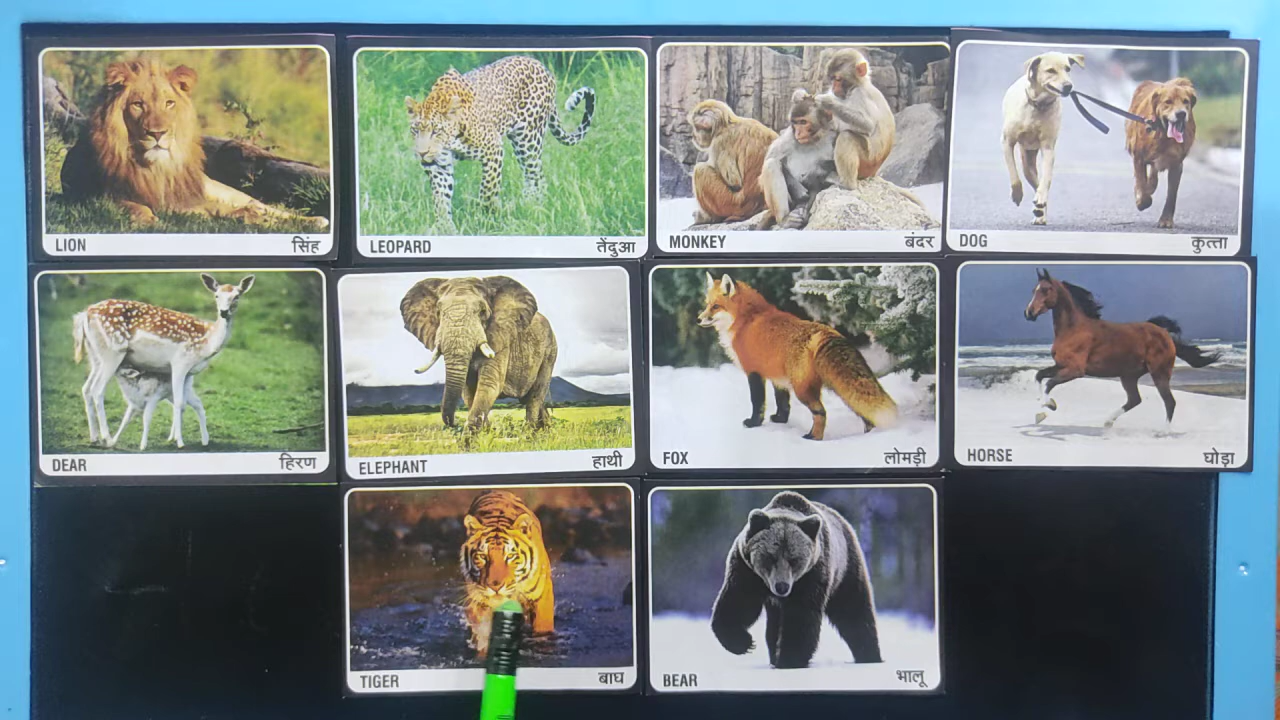 LION सिंह
LEOPARD तेंदुआ
MONKEY बंदर
DOG कुत्ता
DEAR हिरण
ELEPHANT हाथी
FOX लोमड़ी
HORSE घोड़ा
TIGER बाघ
BEAR भालू